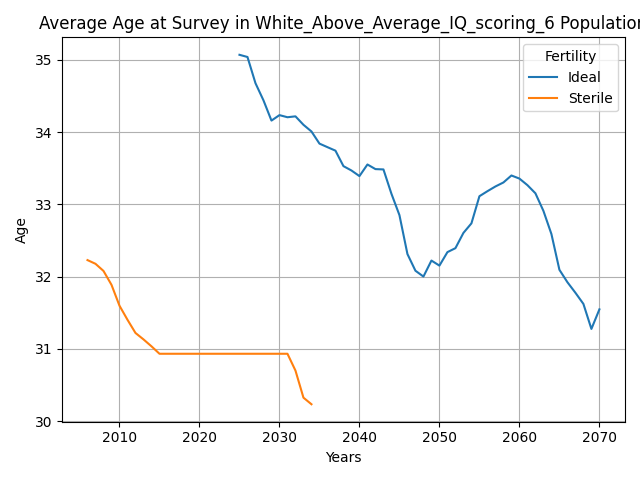 Average Age at Survey in White_Above_Average_IQ_scoring_6 Population
Fertility
Ideal
Sterile
35
34
33
32
31
30
Age
2010 2020 2030 2040 2050 2060 2070
Years